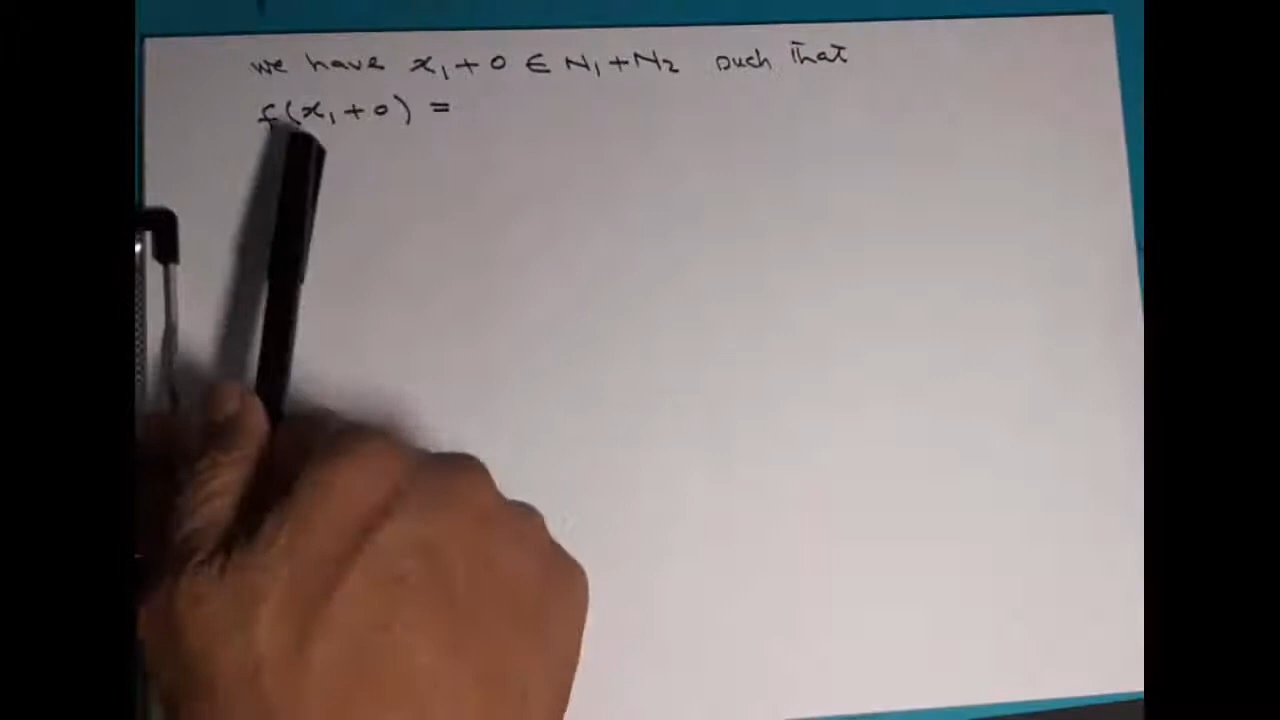 we have x₁+0 ∈ N₁+N₂ such that
f(x₁+0) =